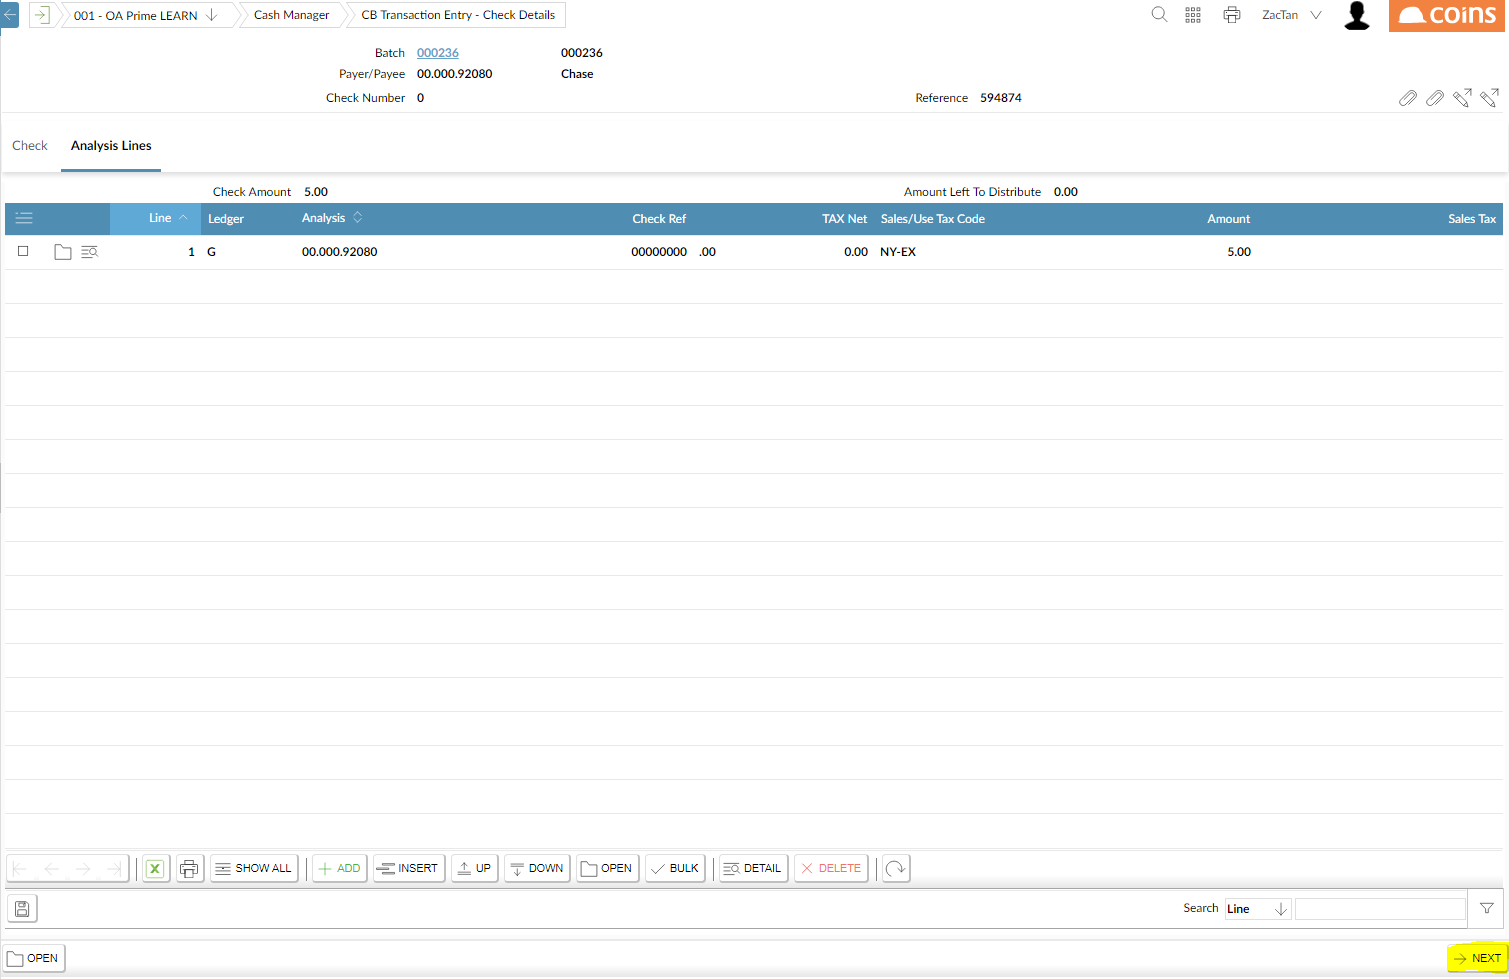 001 - OA Prime LEARN Cash Manager CB Transaction Entry - Check Details ZacTan coins
Batch 000236 000236
Payer/Payee 00.000.92080 Chase
Check Number 0 Reference 594874
Check Analysis Lines
Check Amount 5.00 Amount Left To Distribute 0.00
Line Ledger Analysis Check Ref TAX Net Sales/Use Tax Code Amount Sales Tax
1 G 00.000.92080 00000000 .00 0.00 NY-EX 5.00
SHOW ALL ADD INSERT UP DOWN OPEN BULK DETAIL DELETE
Search Line
OPEN NEXT